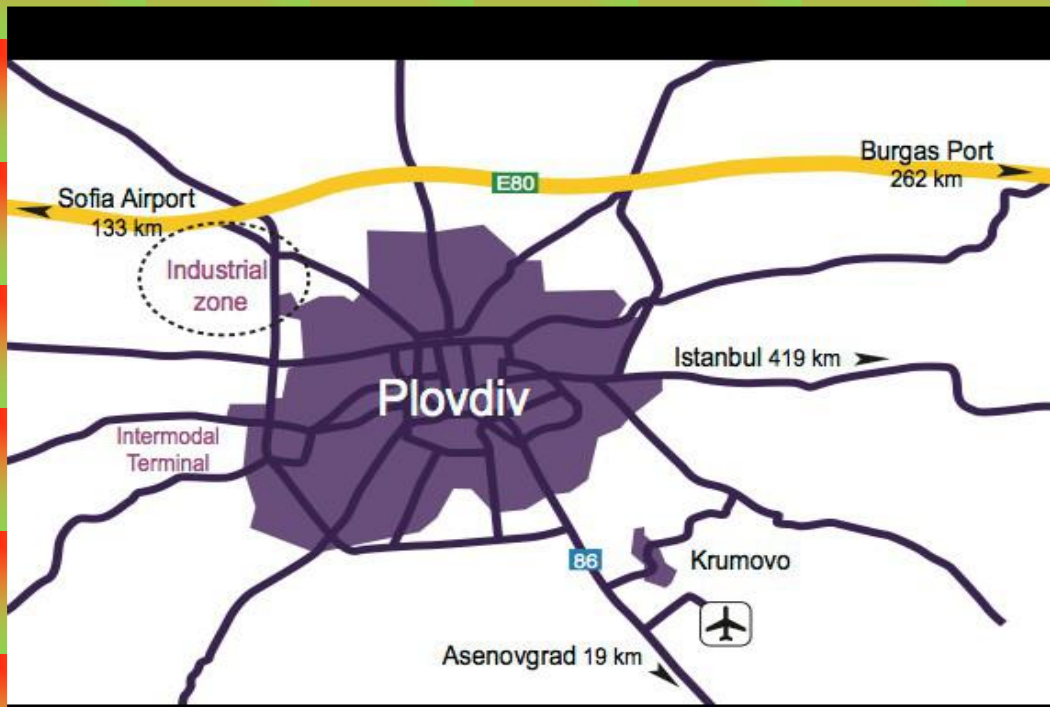 Burgas Port
262 km
E80
Sofia Airport
133 km
Industrial
zone
Istanbul 419 km
Plovdiv
Intermodal
Terminal
86
Krumovo
Asenovgrad 19 km